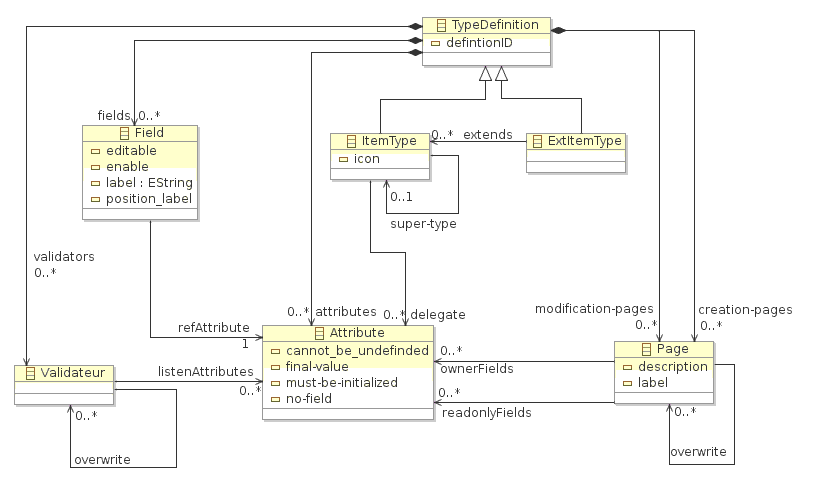 TypeDefinition
defintionID
fields 0..*
Field
editable
enable
label : EString
position_label
ItemType
icon
0..* extends
ExtItemType
0..1
super-type
validators
0..*
modification-pages
0..*
creation-pages
0..*
0..* attributes
0..* delegate
refAttribute
1
Attribute
cannot_be_undefinded
final-value
must-be-initialized
no-field
Validateur
listenAttributes
0..*
0..*
overwrite
0..*
ownerFields
0..*
readonlyFields
Page
description
label
0..*
overwrite